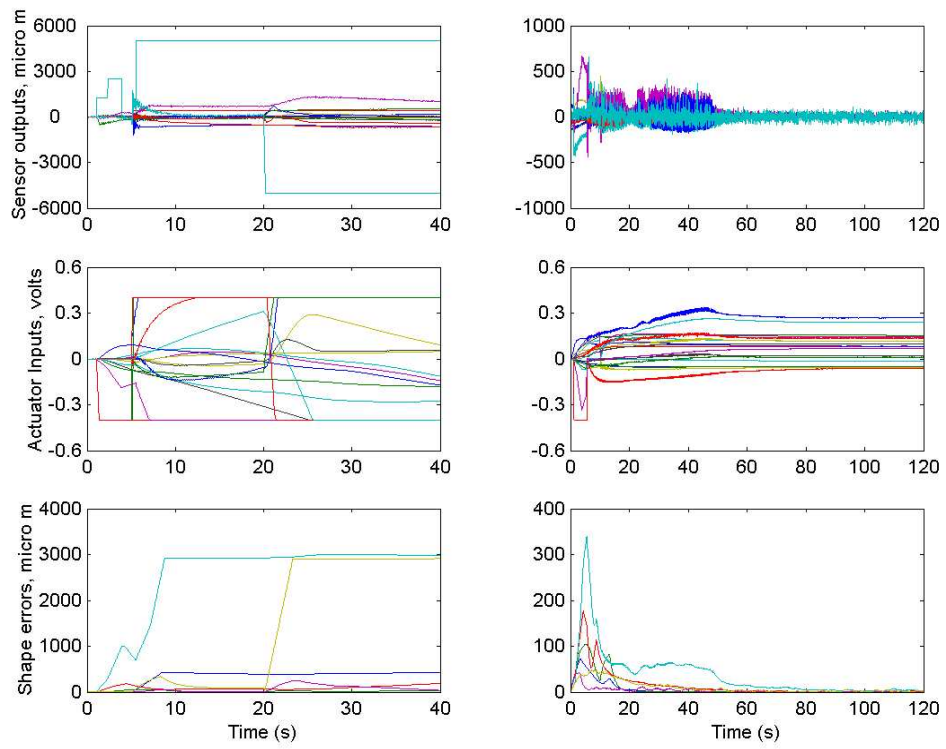 Sensor outputs, micro m
6000
3000
0
-3000
-6000
0 10 20 30 40
1000
500
0
-500
-1000
0 20 40 60 80 100 120
Actuator Inputs, volts
0.6
0.3
0
-0.3
-0.6
0 10 20 30 40
0.6
0.3
0
-0.3
-0.6
0 20 40 60 80 100 120
Shape errors, micro m
4000
3000
2000
1000
0
0 10 20 30 40
Time (s)
400
300
200
100
0
0 20 40 60 80 100 120
Time (s)